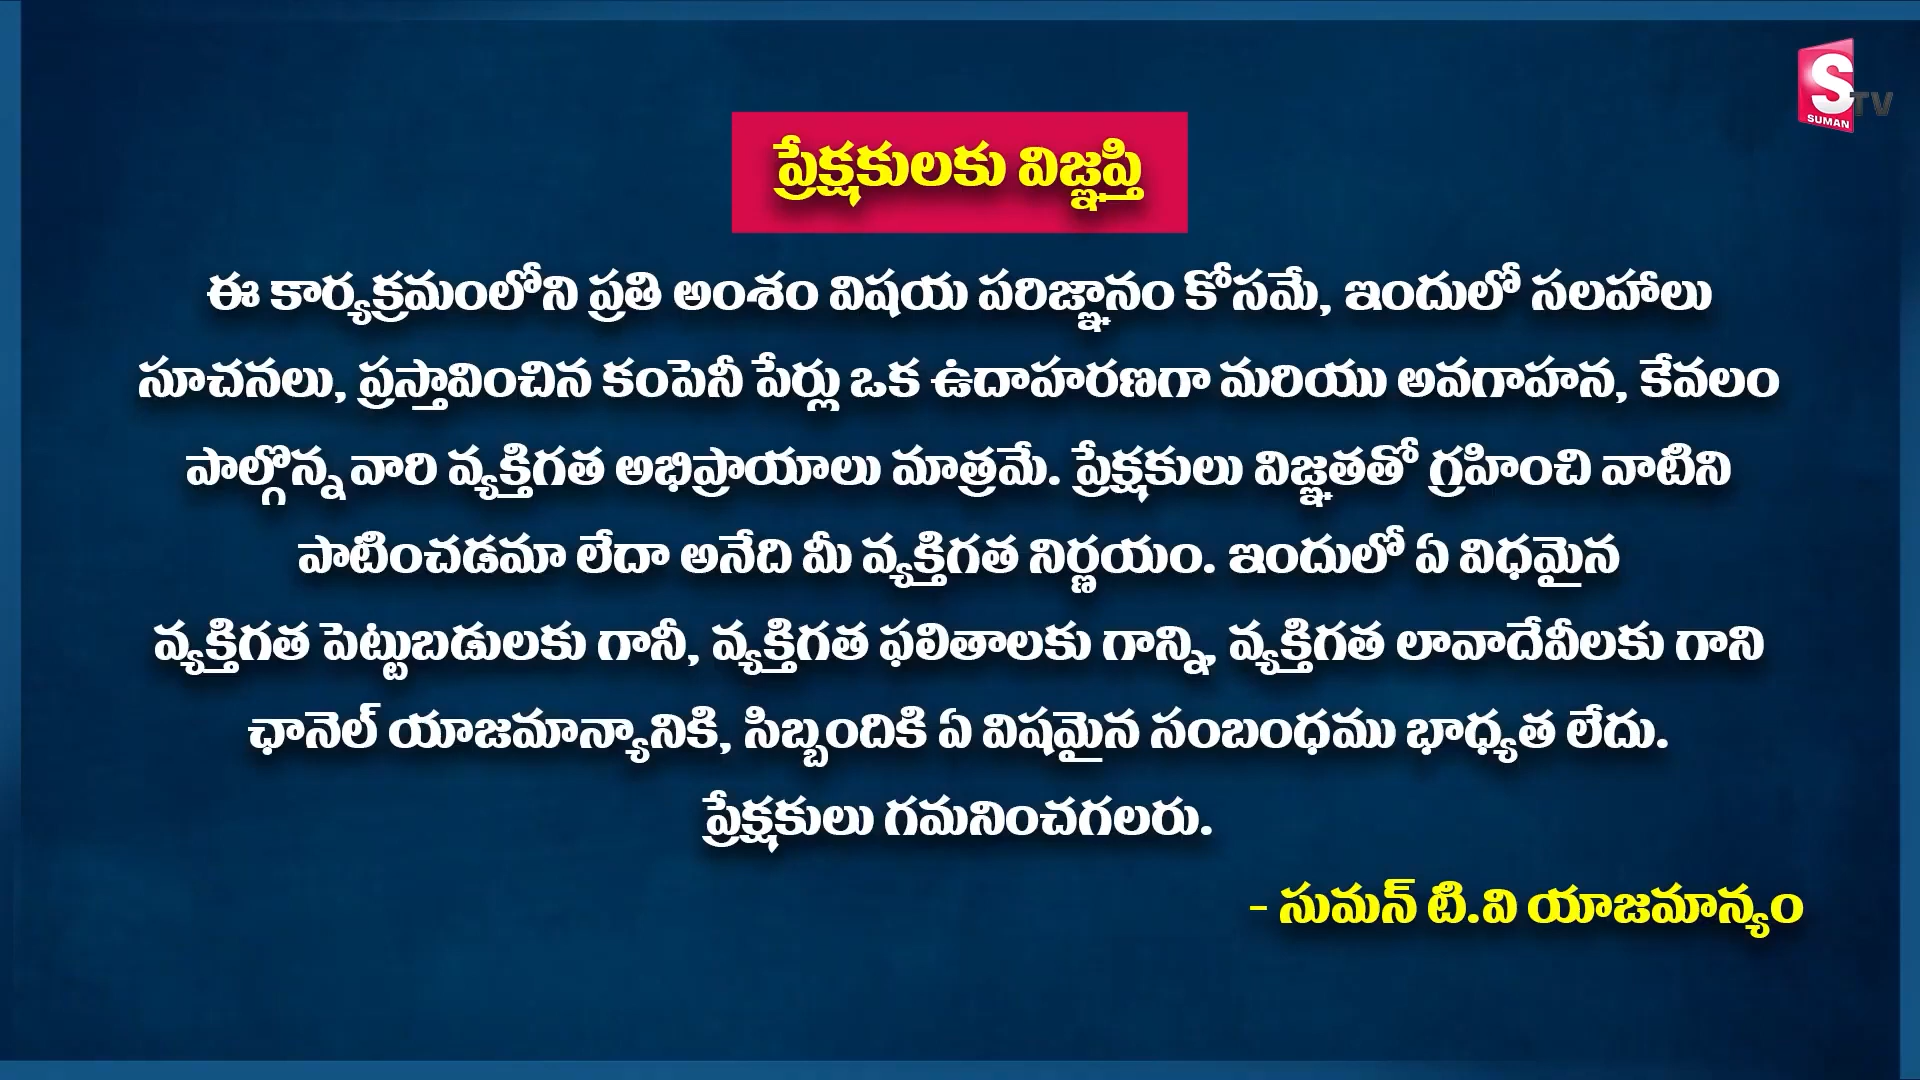 S
SUMAN
TV
ప్రేక్షకులకు విజ్ఞప్తి
ఈ కార్యక్రమంలోని ప్రతి అంశం విషయ పరిజ్ఞానం కోసమే, ఇందులో సలహాలు
సూచనలు, ప్రస్తావించిన కంపెనీ పేర్లు ఒక ఉదాహరణగా మరియు అవగాహన, కేవలం
పాల్గొన్న వారి వ్యక్తిగత అభిప్రాయాలు మాత్రమే. ప్రేక్షకులు విజ్ఞతతో గ్రహించి వాటిని
పాటించడమా లేదా అనేది మీ వ్యక్తిగత నిర్ణయం. ఇందులో ఏ విధమైన
వ్యక్తిగత పెట్టుబడులకు గానీ, వ్యక్తిగత ఫలితాలకు గాన్ని, వ్యక్తిగత లావాదేవీలకు గాని
ఛానెల్ యాజమాన్యానికి, సిబ్బందికి ఏ విషమైన సంబంధము భాధ్యత లేదు.
ప్రేక్షకులు గమనించగలరు.
- సుమన్ టి.వి యాజమాన్యం